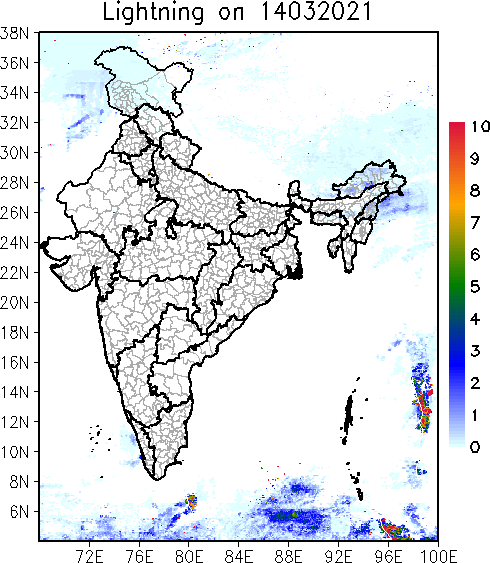 Lightning on 14032021
38N
36N
34N
32N
30N
28N
26N
24N
22N
20N
18N
16N
14N
12N
10N
8N
6N
72E 76E 80E 84E 88E 92E 96E 100E
10
9
8
7
6
5
4
3
2
1
0